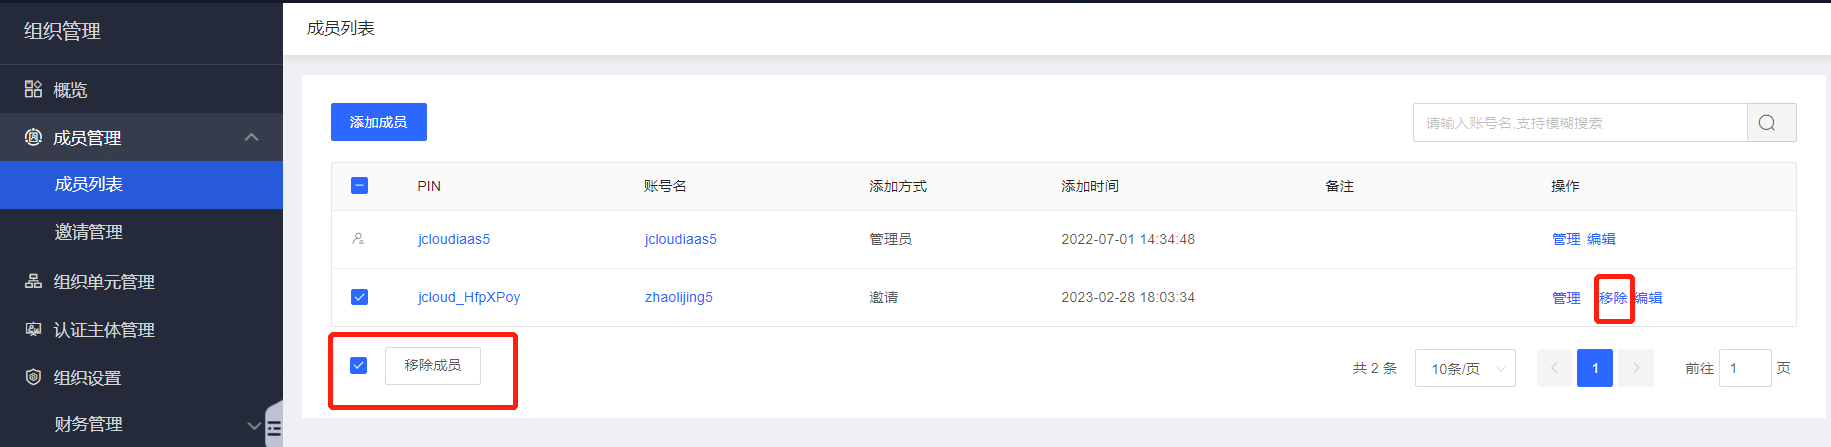 组织管理
概览
成员管理
成员列表
邀请管理
组织单元管理
认证主体管理
组织设置
财务管理
成员列表
添加成员
请输入账号名,支持模糊搜索
PIN 账号名 添加方式 添加时间 备注 操作
jcloudiaas5 jcloudiaas5 管理员 2022-07-01 14:34:48 管理 编辑
jcloud_HfpXPoy zhaolijing5 邀请 2023-02-28 18:03:34 管理 移除 编辑
移除成员 共 2 条 10条/页 1 前往 1 页